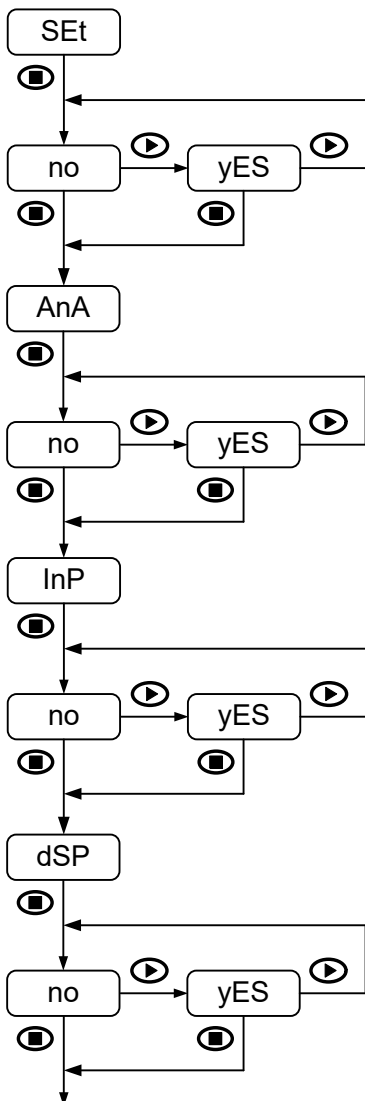 SEt
no yES
AnA
no yES
InP
no yES
dSP
no yES